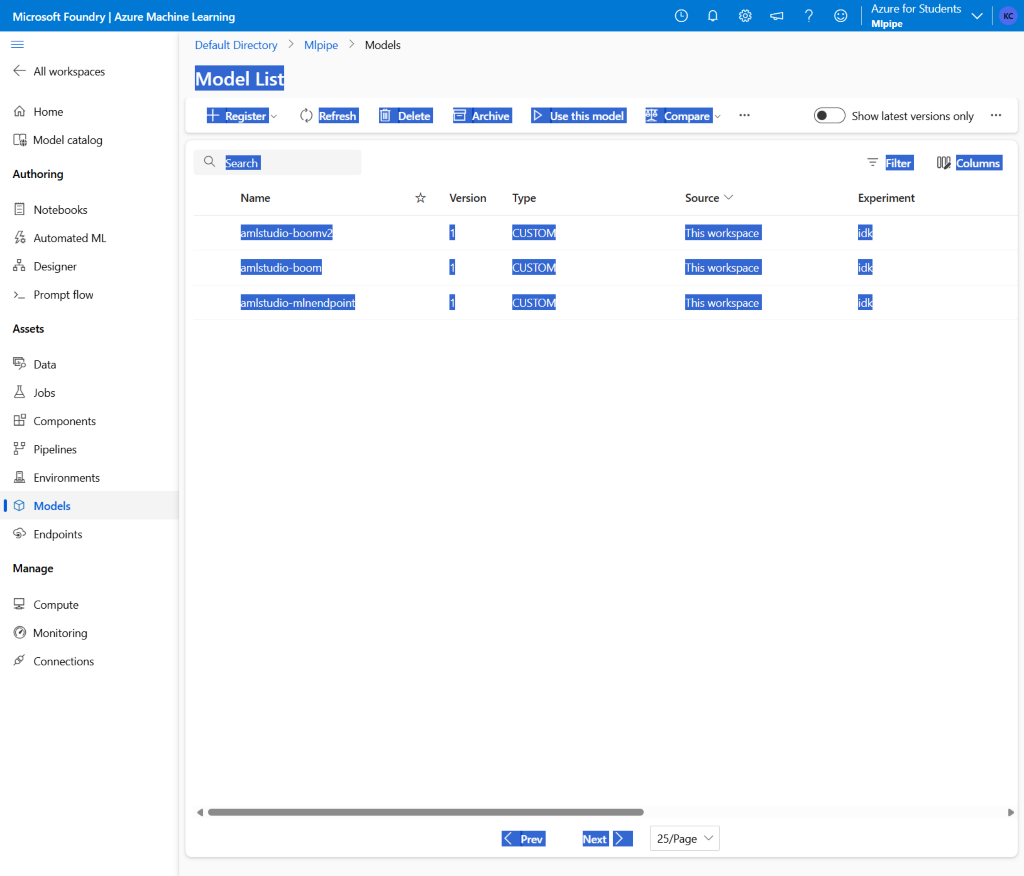 Microsoft Foundry | Azure Machine Learning
Azure for Students
Mlpipe
KC
All workspaces
Home
Model catalog
Authoring
Notebooks
Automated ML
Designer
Prompt flow
Assets
Data
Jobs
Components
Pipelines
Environments
Models
Endpoints
Manage
Compute
Monitoring
Connections
Default Directory > Mlpipe > Models
Model List
Register Refresh Delete Archive Use this model Compare ··· Show latest versions only ···
Search Filter Columns
Name Version Type Source Experiment
amlstudio-boomv2 1 CUSTOM This workspace idk
amlstudio-boom 1 CUSTOM This workspace idk
amlstudio-mlnendpoint 1 CUSTOM This workspace idk
Prev Next 25/Page